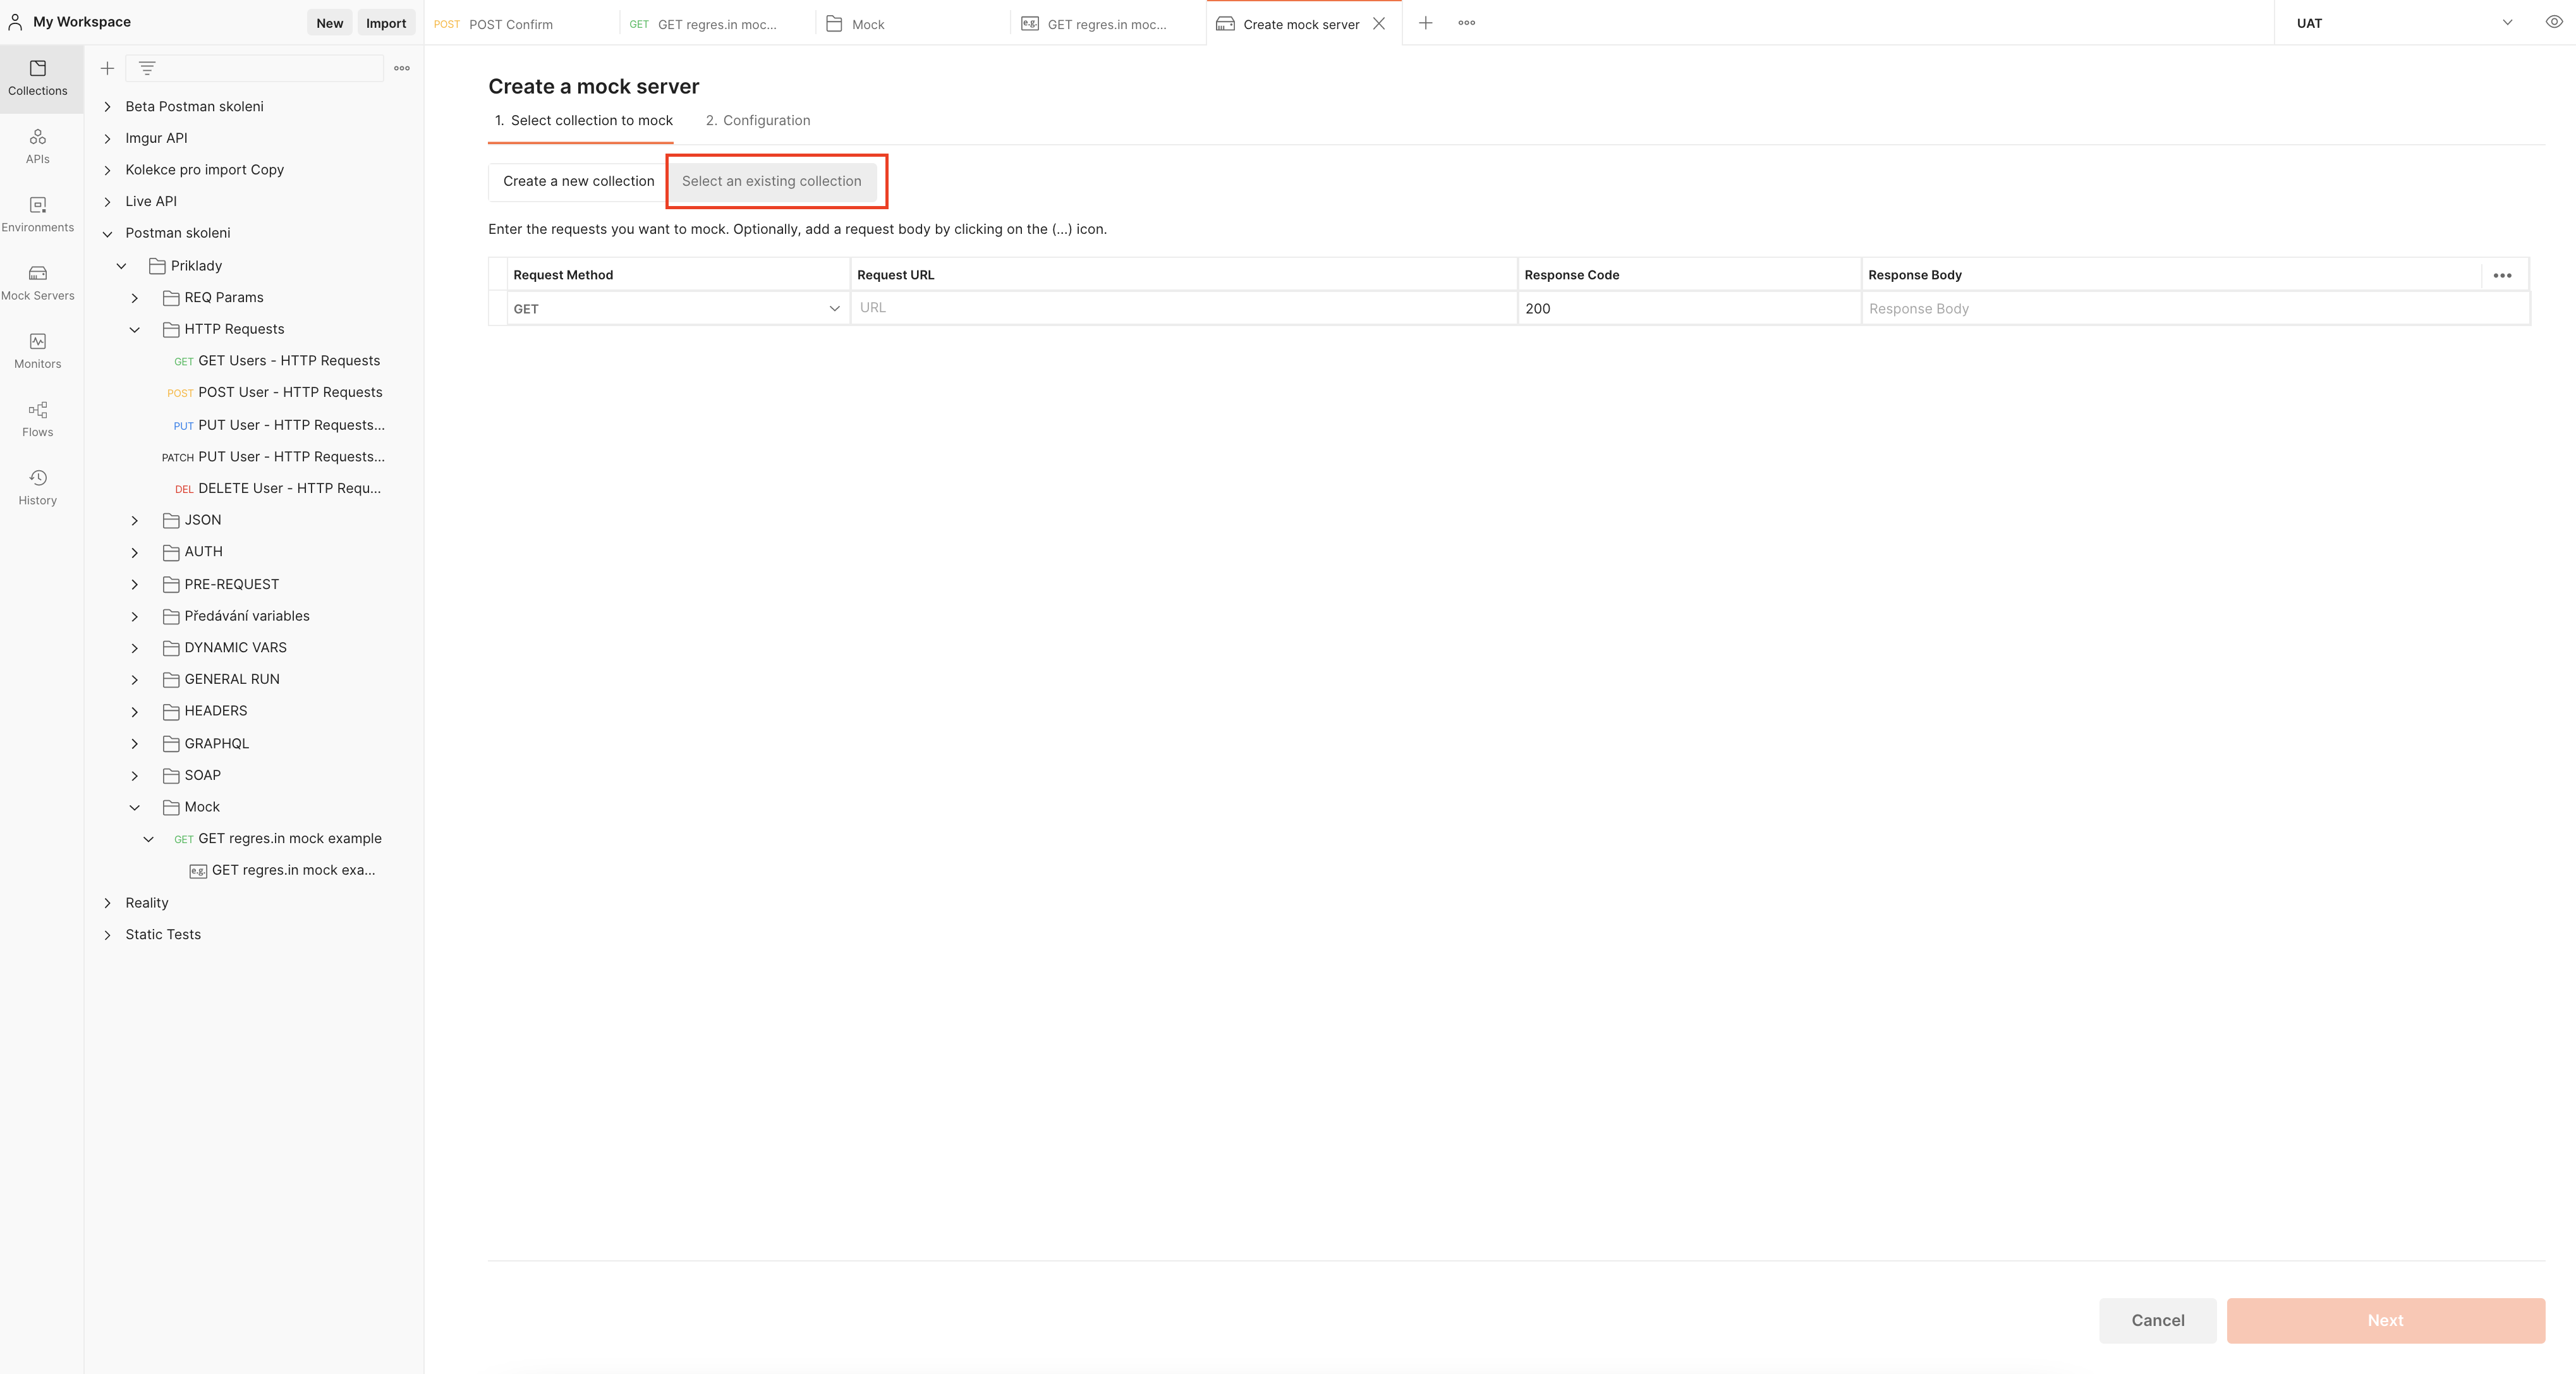 My Workspace
New
Import
POST POST Confirm
GET GET regres.in moc...
Mock
e.g. GET regres.in moc...
Create mock server
UAT
Collections
APIs
Environments
Mock Servers
Monitors
Flows
History
Beta Postman skoleni
Imgur API
Kolekce pro import Copy
Live API
Postman skoleni
Priklady
REQ Params
HTTP Requests
GET GET Users - HTTP Requests
POST POST User - HTTP Requests
PUT PUT User - HTTP Requests...
PATCH PUT User - HTTP Requests...
DEL DELETE User - HTTP Requ...
JSON
AUTH
PRE-REQUEST
Předávání variables
DYNAMIC VARS
GENERAL RUN
HEADERS
GRAPHQL
SOAP
Mock
GET GET regres.in mock example
e.g. GET regres.in mock exa...
Reality
Static Tests
Create a mock server
1. Select collection to mock
2. Configuration
Create a new collection
Select an existing collection
Enter the requests you want to mock. Optionally, add a request body by clicking on the (...) icon.
Request Method Request URL Response Code Response Body
GET URL 200 Response Body
Cancel
Next